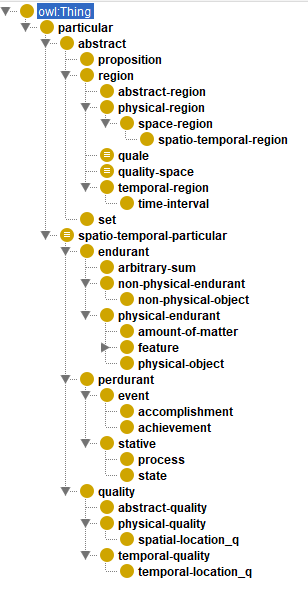 owl:Thing
particular
abstract
proposition
region
abstract-region
physical-region
space-region
spatio-temporal-region
quale
quality-space
temporal-region
time-interval
set
spatio-temporal-particular
endurant
arbitrary-sum
non-physical-endurant
non-physical-object
physical-endurant
amount-of-matter
feature
physical-object
perdurant
event
accomplishment
achievement
stative
process
state
quality
abstract-quality
physical-quality
spatial-location_q
temporal-quality
temporal-location_q